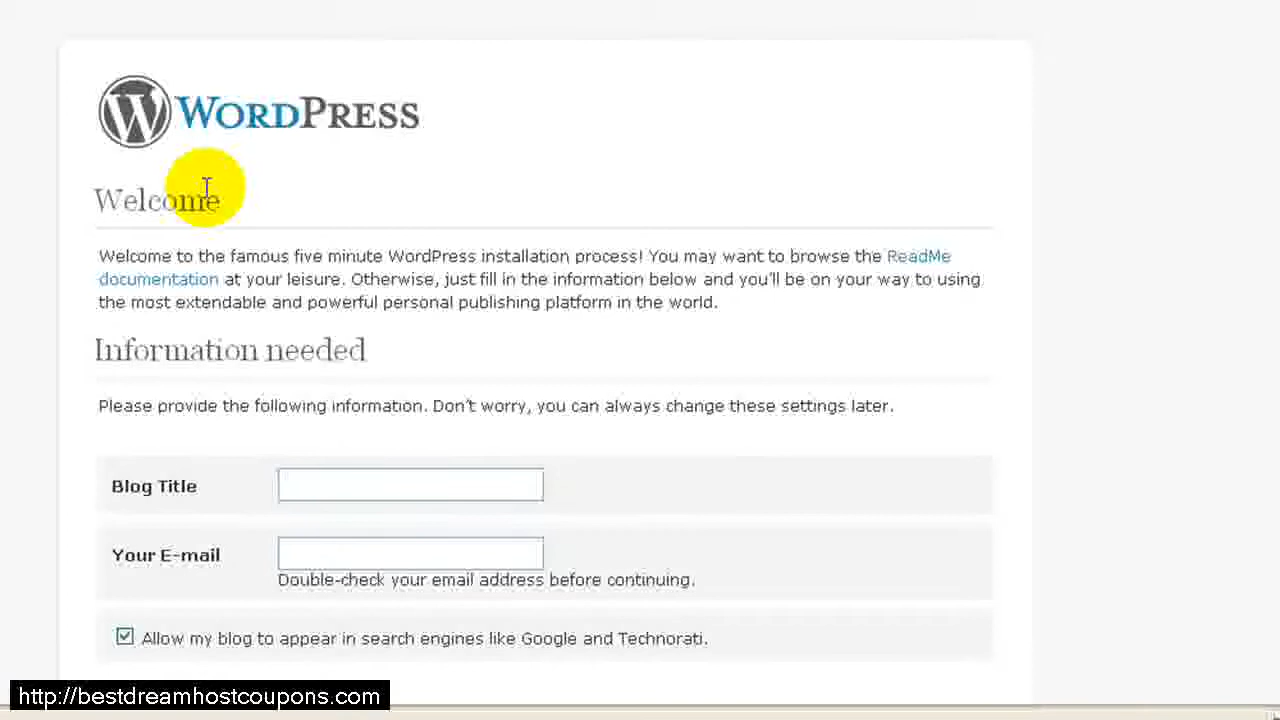 WORDPRESS
Welcome
Welcome to the famous five minute WordPress installation process! You may want to browse the ReadMe
documentation at your leisure. Otherwise, just fill in the information below and you'll be on your way to using
the most extendable and powerful personal publishing platform in the world.
Information needed
Please provide the following information. Don't worry, you can always change these settings later.
Blog Title
Your E-mail
Double-check your email address before continuing.
Allow my blog to appear in search engines like Google and Technorati.
http://bestdreamhostcoupons.com